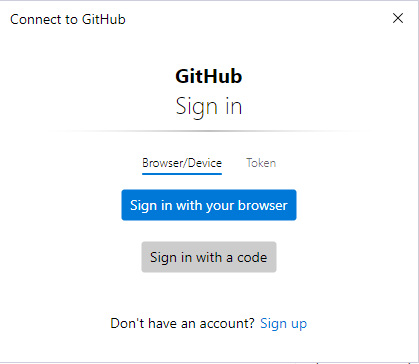 Connect to GitHub
GitHub
Sign in
Browser/Device Token
Sign in with your browser
Sign in with a code
Don't have an account? Sign up